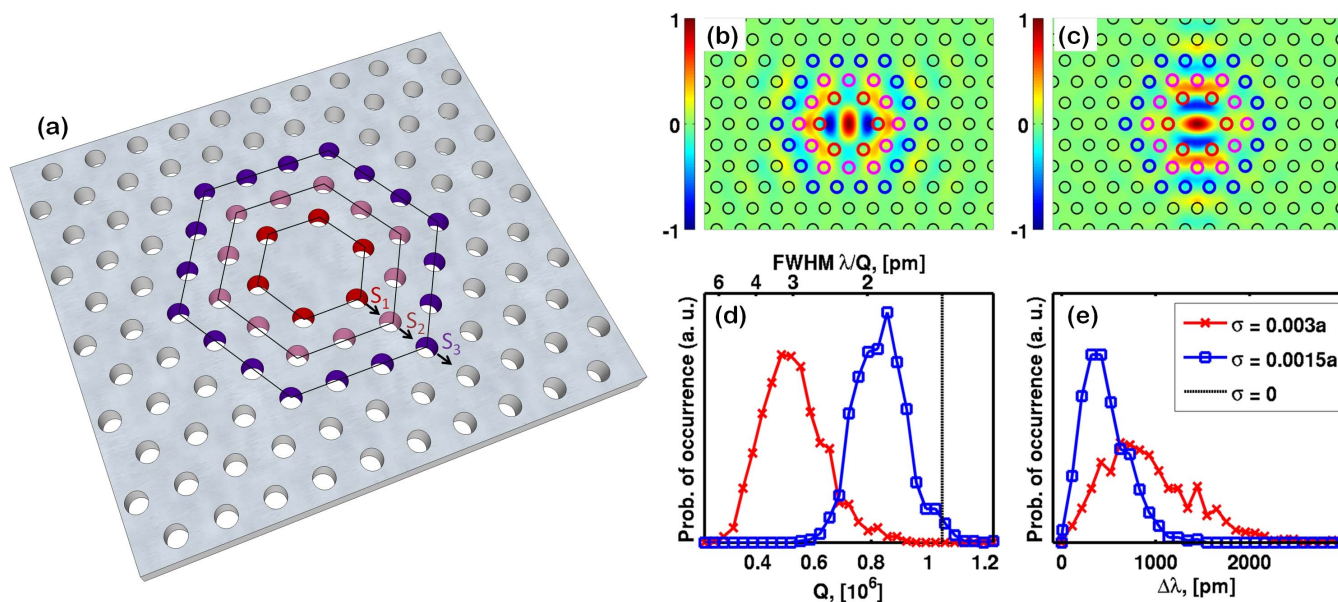 (a)
S₁
S₂
S₃
(b)
1
0
-1
(c)
1
0
-1
FWHM λ/Q, [pm]
6 4 3 2
(d)
Prob. of occurrence (a. u.)
0.4 0.6 0.8 1 1.2
Q, [10⁶]
(e)
σ = 0.003a
σ = 0.0015a
σ = 0
Prob. of occurrence (a. u.)
0 1000 2000
Δλ, [pm]